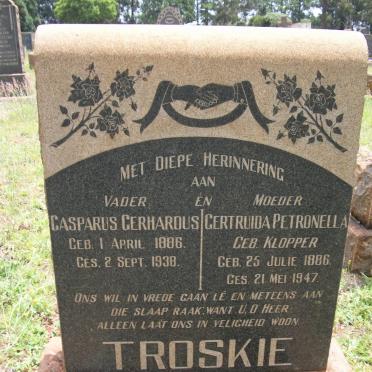 MET DIEPE HERINNERING
AAN
VADER EN MOEDER
GASPARUS GERHARDUS
GEB. 1 APRIL 1886.
GES. 2 SEPT. 1938.
GERTRUIDA PETRONELLA
GEB. KLOPPER
GEB. 25 JULIE 1886.
GES. 21 MEI 1947.
ONS WIL IN VREDE GAAN LÊ EN METEENS AAN
DIE SLAAP RAAK, WANT U, O HEER
ALLEEN LAAT ONS IN VEILIGHEID WOON
TROSKIE